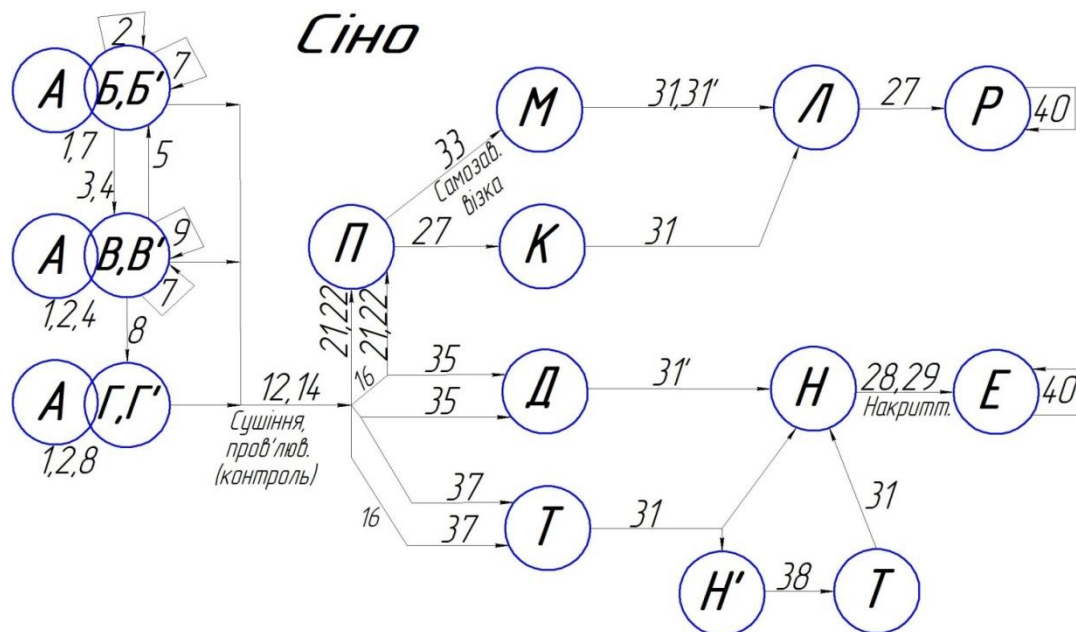 Сіно
2
7
А
Б,Б'
1,7
3,4
5
А
В,В'
9
7
1,2,4
8
А
Г,Г'
1,2,8
12,14
Сушіння,
пров'люв.
(контроль)
П
21,22
21,22
16
16
33
Самозав.
візка
27
М
31,31'
Л
27
Р
40
К
31
35
35
Д
31'
Н
28,29
Накритт.
Е
40
37
37
Т
31
31
Н'
38
Т